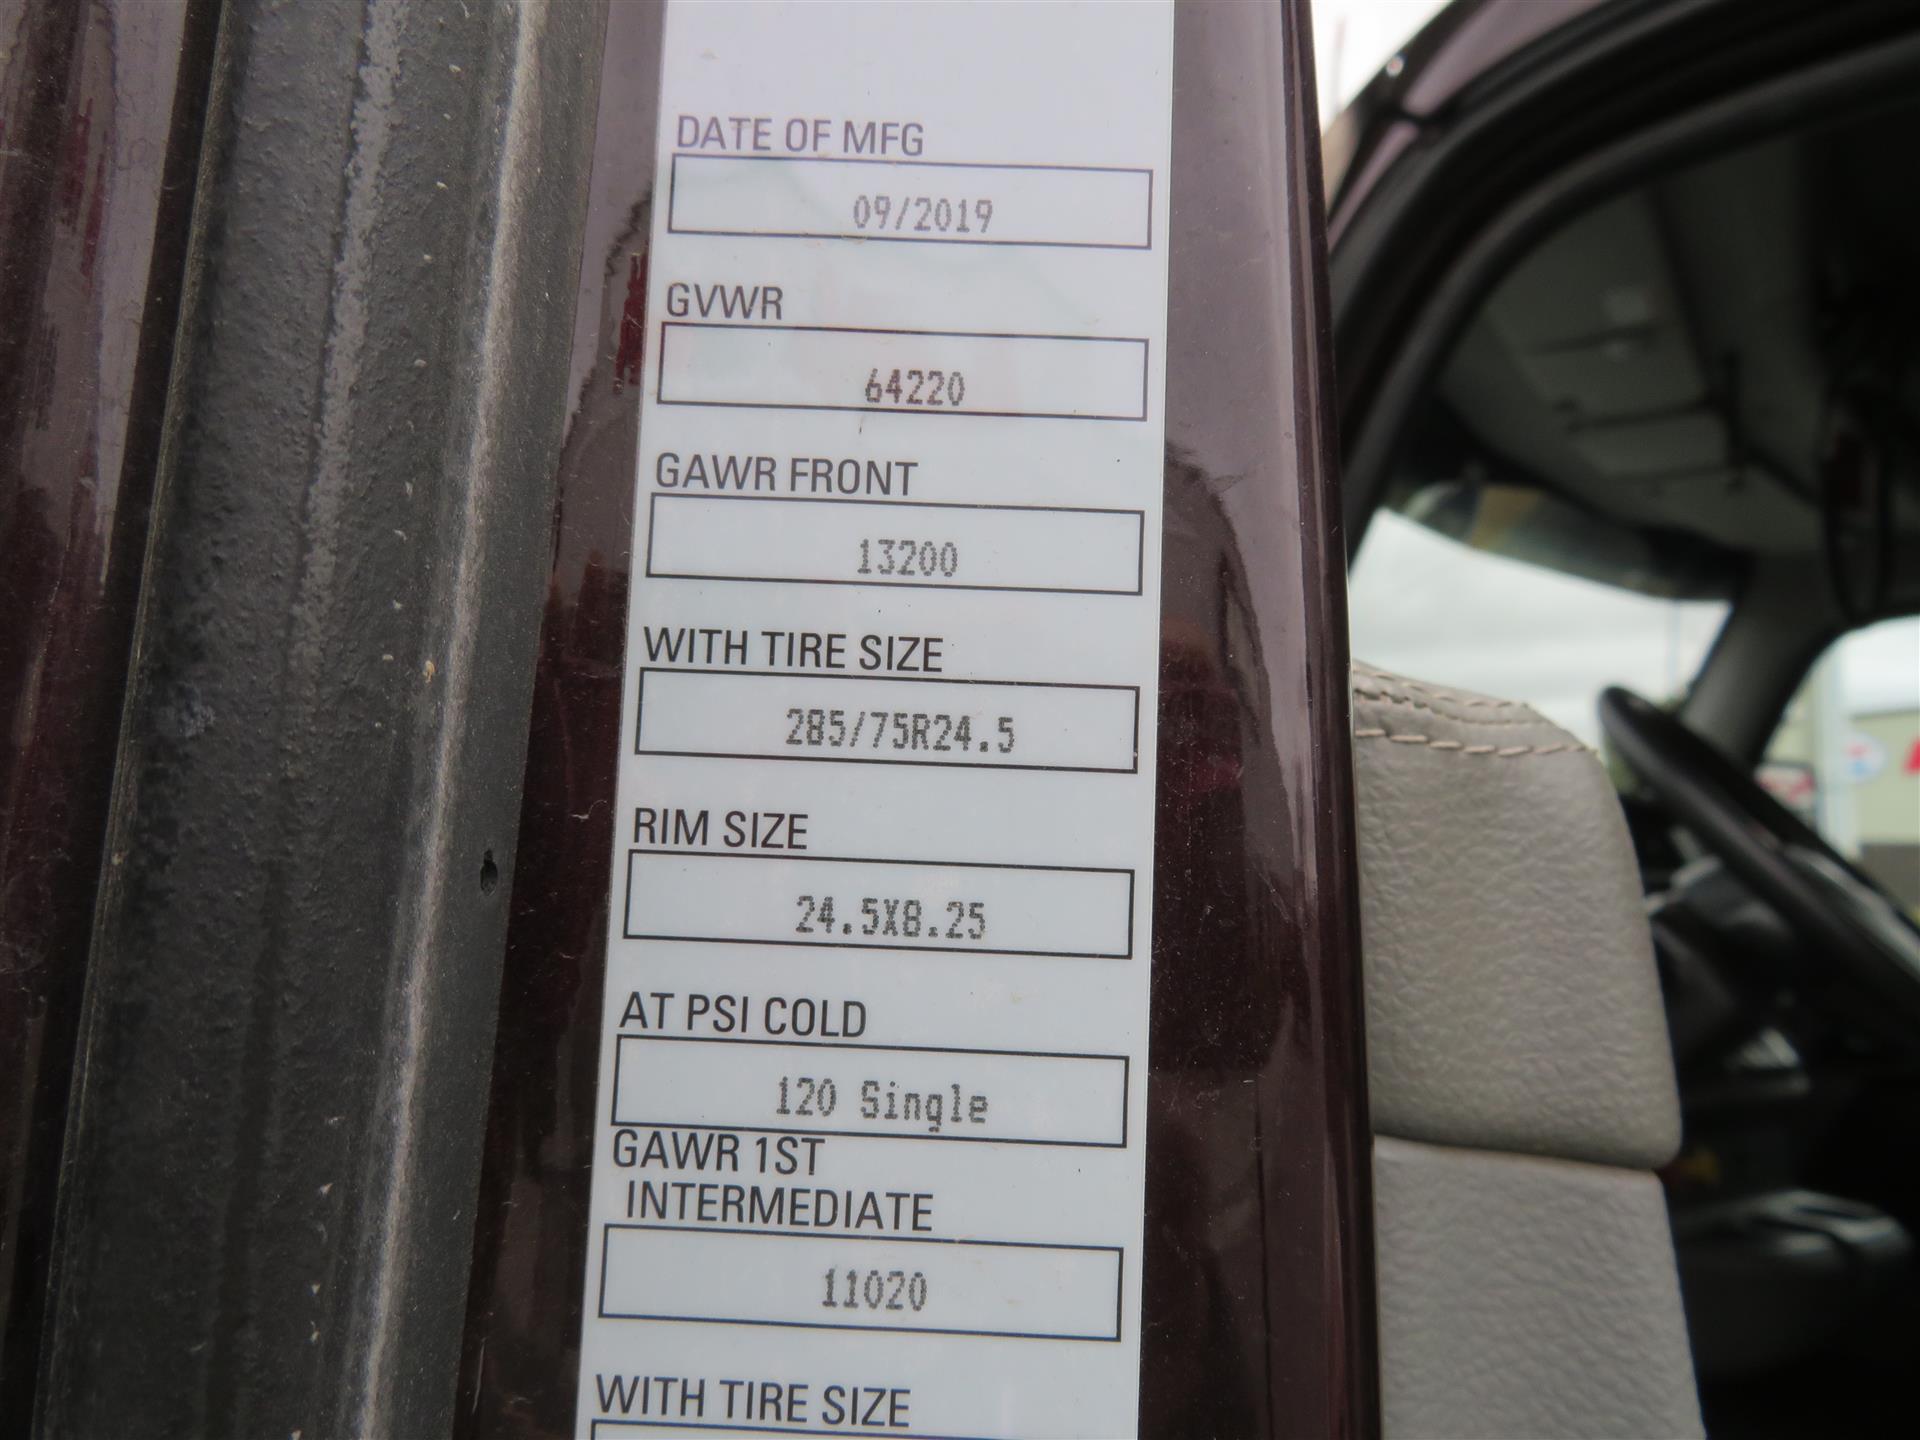 DATE OF MFG
09/2019
GVWR
64220
GAWR FRONT
13200
WITH TIRE SIZE
285/75R24.5
RIM SIZE
24.5X8.25
AT PSI COLD
120 Single
GAWR 1ST
INTERMEDIATE
11020
WITH TIRE SIZE